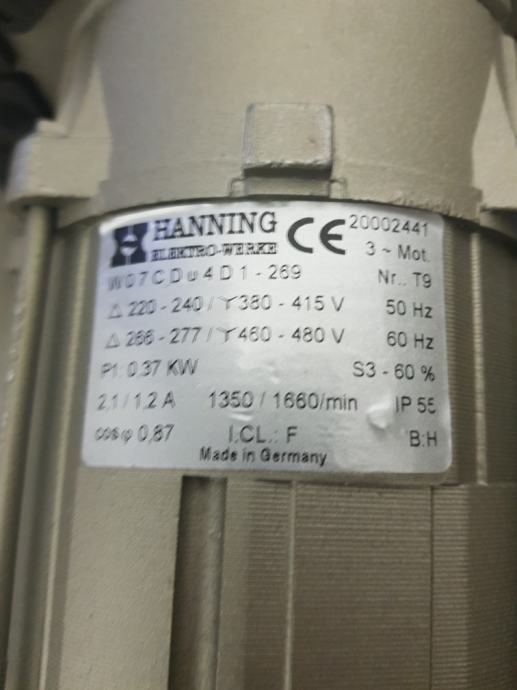 HANNING
ELEKTRO-WERKE
CE
20002441
3 ~ Mot.
W07CDu4D1-269
Nr.. T9
△ 220-240 / Y 380 - 415 V 50 Hz
△ 266-277 / Y 460 - 480 V 60 Hz
P1: 0,37 KW S3 - 60 %
2,1 / 1,2 A 1350 / 1660/min IP 55
cosφ 0,87 I.CL.: F B:H
Made in Germany